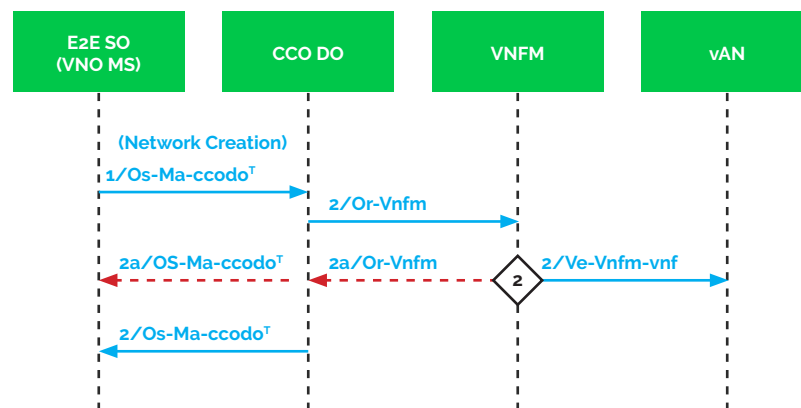 E2E SO
(VNO MS)
CCO DO
VNFM
vAN
(Network Creation)
1/Os-Ma-ccodoᵀ
2/Or-Vnfm
2a/OS-Ma-ccodoᵀ
2a/Or-Vnfm
2
2/Ve-Vnfm-vnf
2/Os-Ma-ccodoᵀ